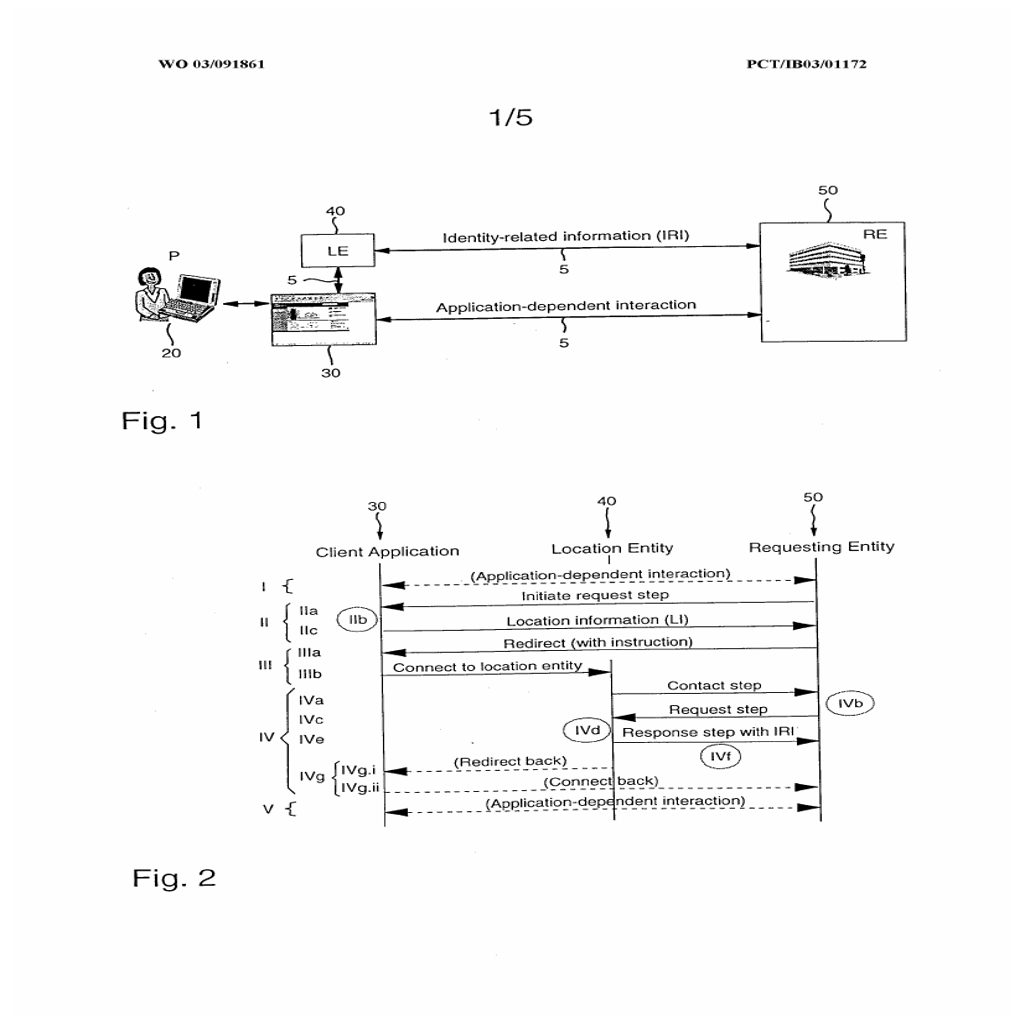 WO 03/091861 PCT/IB03/01172
1/5
50
40
RE
Identity-related information (IRI)
LE
P
5
5
Application-dependent interaction
20
5
30
Fig. 1
30 40 50
Client Application Location Entity Requesting Entity
I (Application-dependent interaction)
Initiate request step
II IIa IIb
IIc Location information (LI)
Redirect (with instruction)
III IIIa
IIIb Connect to location entity
IVa Contact step
IVb
IVc Request step
IV IVe IVd Response step with IRI
IVf
IVg IVg.i (Redirect back)
IVg.ii (Connect back)
V (Application-dependent interaction)
Fig. 2